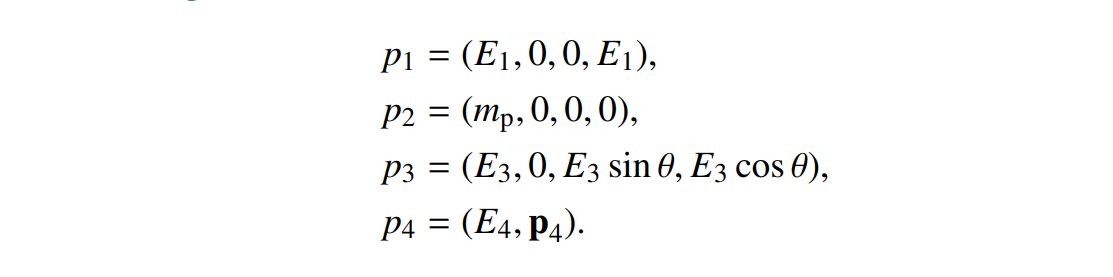 p₁ = (E₁, 0, 0, E₁),
p₂ = (mₚ, 0, 0, 0),
p₃ = (E₃, 0, E₃ sin θ, E₃ cos θ),
p₄ = (E₄, 𝐩₄).